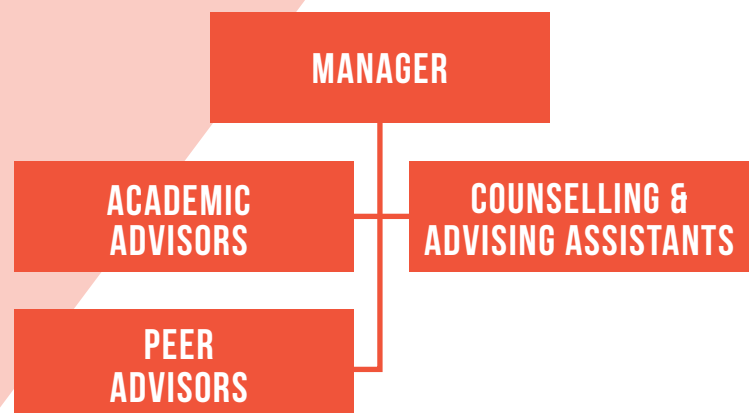 MANAGER
ACADEMIC
ADVISORS
COUNSELLING &
ADVISING ASSISTANTS
PEER
ADVISORS